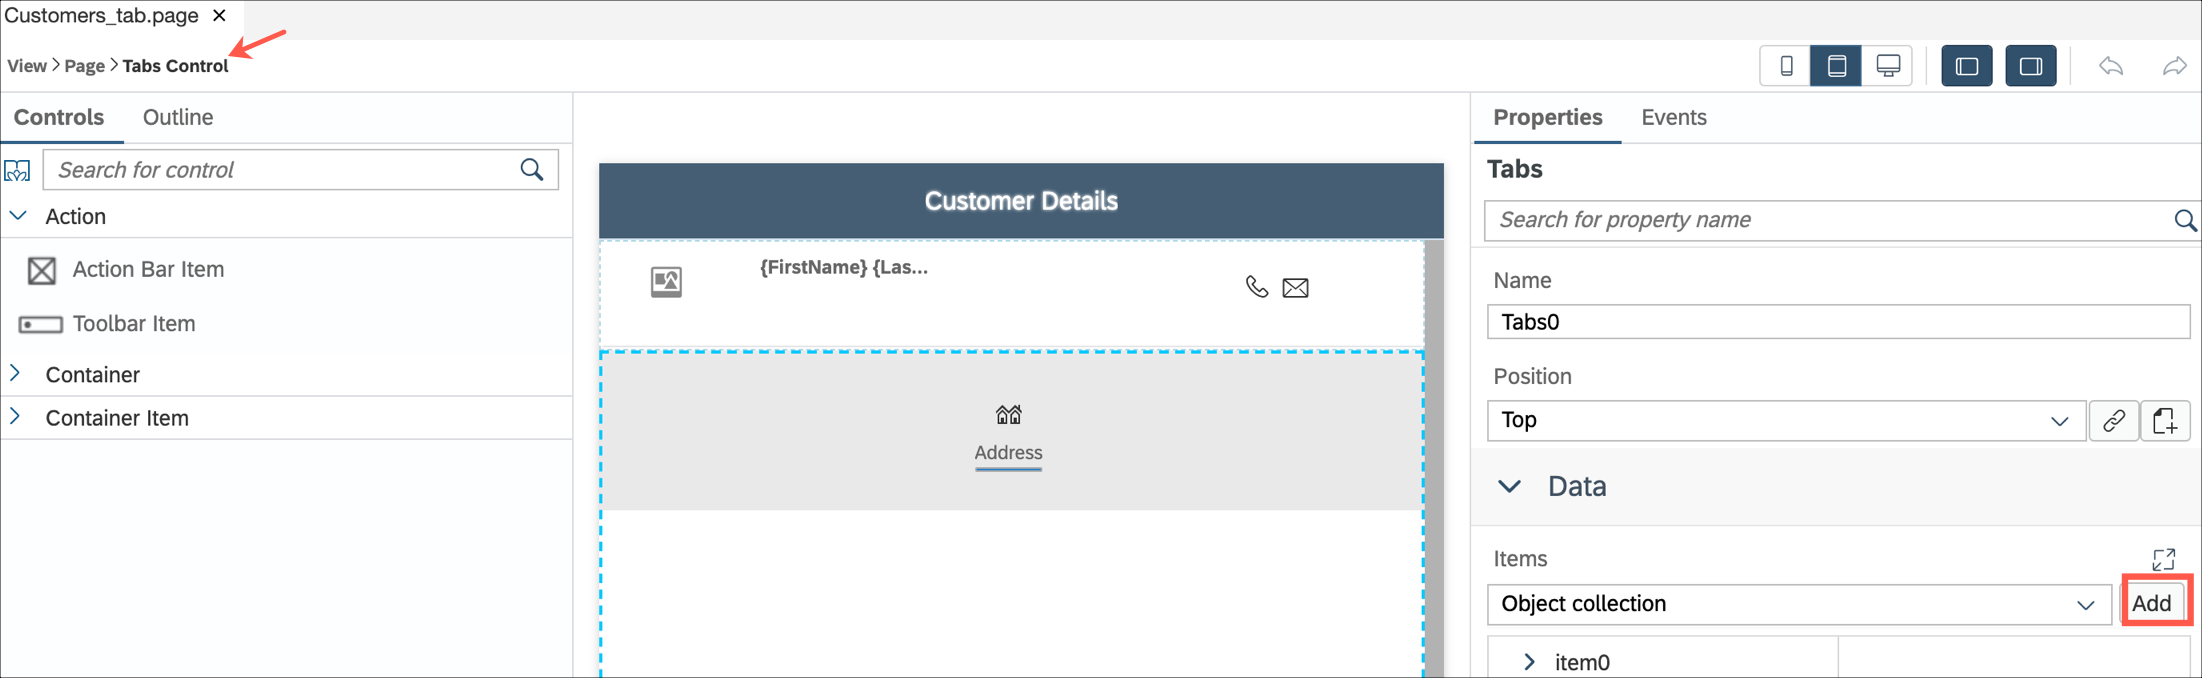 Customers_tab.page ×
View > Page > Tabs Control
Controls
Outline
Search for control
Action
Action Bar Item
Toolbar Item
Container
Container Item
Customer Details
{FirstName} {Las...
Address
Properties
Events
Tabs
Search for property name
Name
Tabs0
Position
Top
Data
Items
Object collection
Add
item0